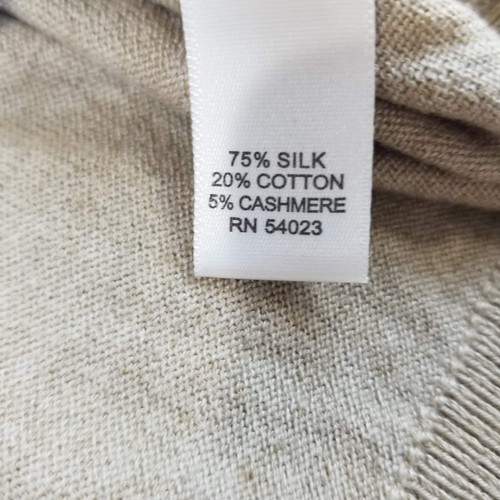 75% SILK
20% COTTON
5% CASHMERE
RN 54023